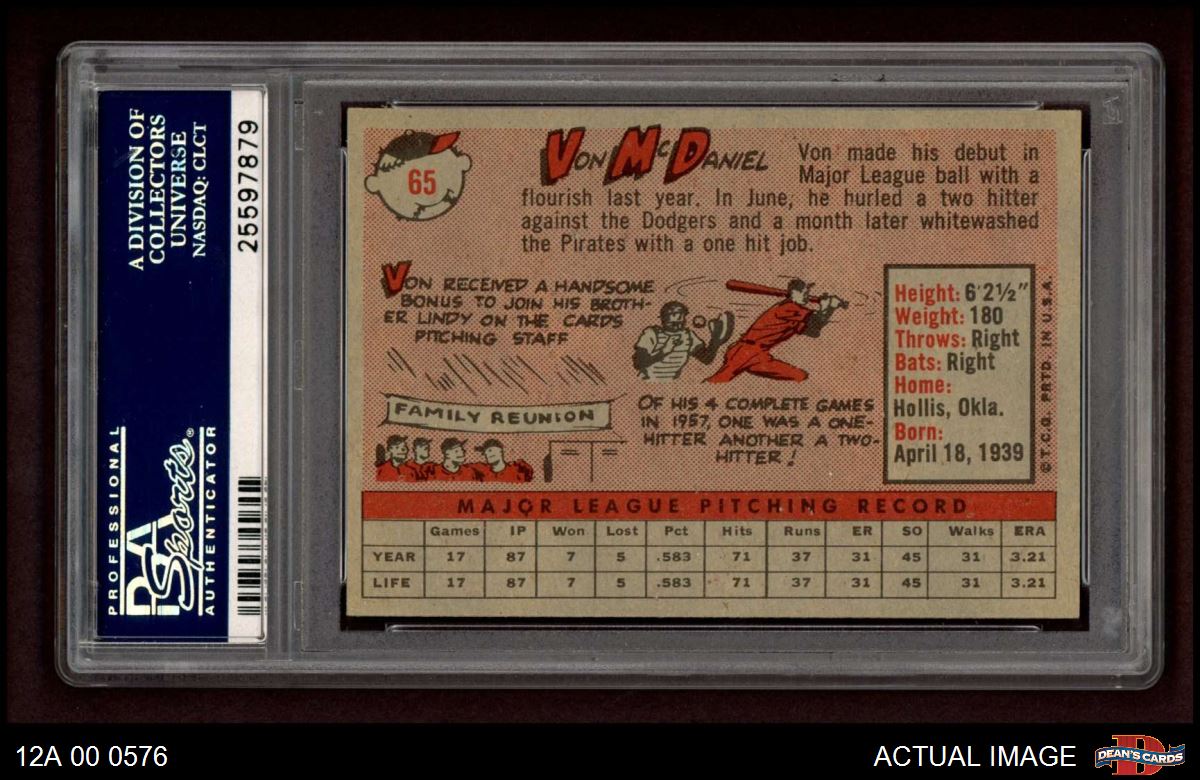 A DIVISION OF
COLLECTORS
UNIVERSE
NASDAQ: CLCT
25597879
PROFESSIONAL
PSA
Sports®
AUTHENTICATOR
65
VON MCDANIEL
Von made his debut in
Major League ball with a
flourish last year. In June, he hurled a two hitter
against the Dodgers and a month later whitewashed
the Pirates with a one hit job.
VON RECEIVED A HANDSOME
BONUS TO JOIN HIS BROTH-
ER LINDY ON THE CARDS
PITCHING STAFF
FAMILY REUNION
OF HIS 4 COMPLETE GAMES
IN 1957, ONE WAS A ONE-
HITTER ANOTHER A TWO-
HITTER!
Height: 6'2½"
Weight: 180
Throws: Right
Bats: Right
Home:
Hollis, Okla.
Born:
April 18, 1939
©T.C.G. PRTD. IN U.S.A.
MAJOR LEAGUE PITCHING RECORD
Games IP Won Lost Pct Hits Runs ER SO Walks ERA
YEAR 17 87 7 5 .583 71 37 31 45 31 3.21
LIFE 17 87 7 5 .583 71 37 31 45 31 3.21
12A 00 0576
ACTUAL IMAGE
D
DEAN'S CARDS